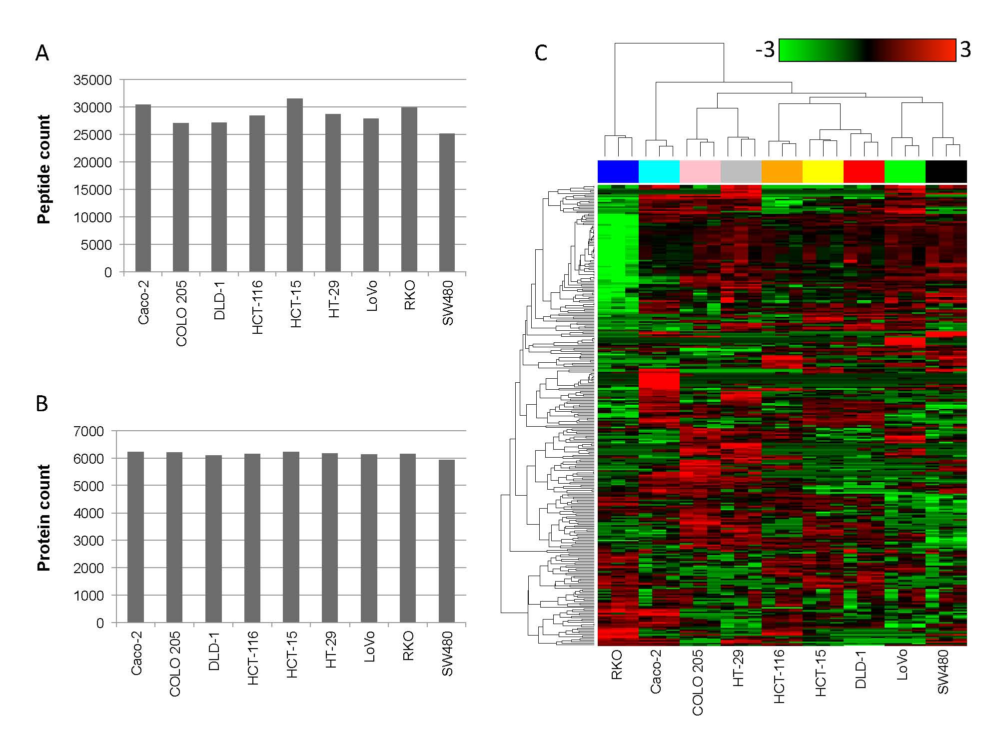 A
Peptide count
35000
30000
25000
20000
15000
10000
5000
0
Caco-2
COLO 205
DLD-1
HCT-116
HCT-15
HT-29
LoVo
RKO
SW480
B
Protein count
7000
6000
5000
4000
3000
2000
1000
0
Caco-2
COLO 205
DLD-1
HCT-116
HCT-15
HT-29
LoVo
RKO
SW480
C
-3
3
RKO
Caco-2
COLO 205
HT-29
HCT-116
HCT-15
DLD-1
LoVo
SW480